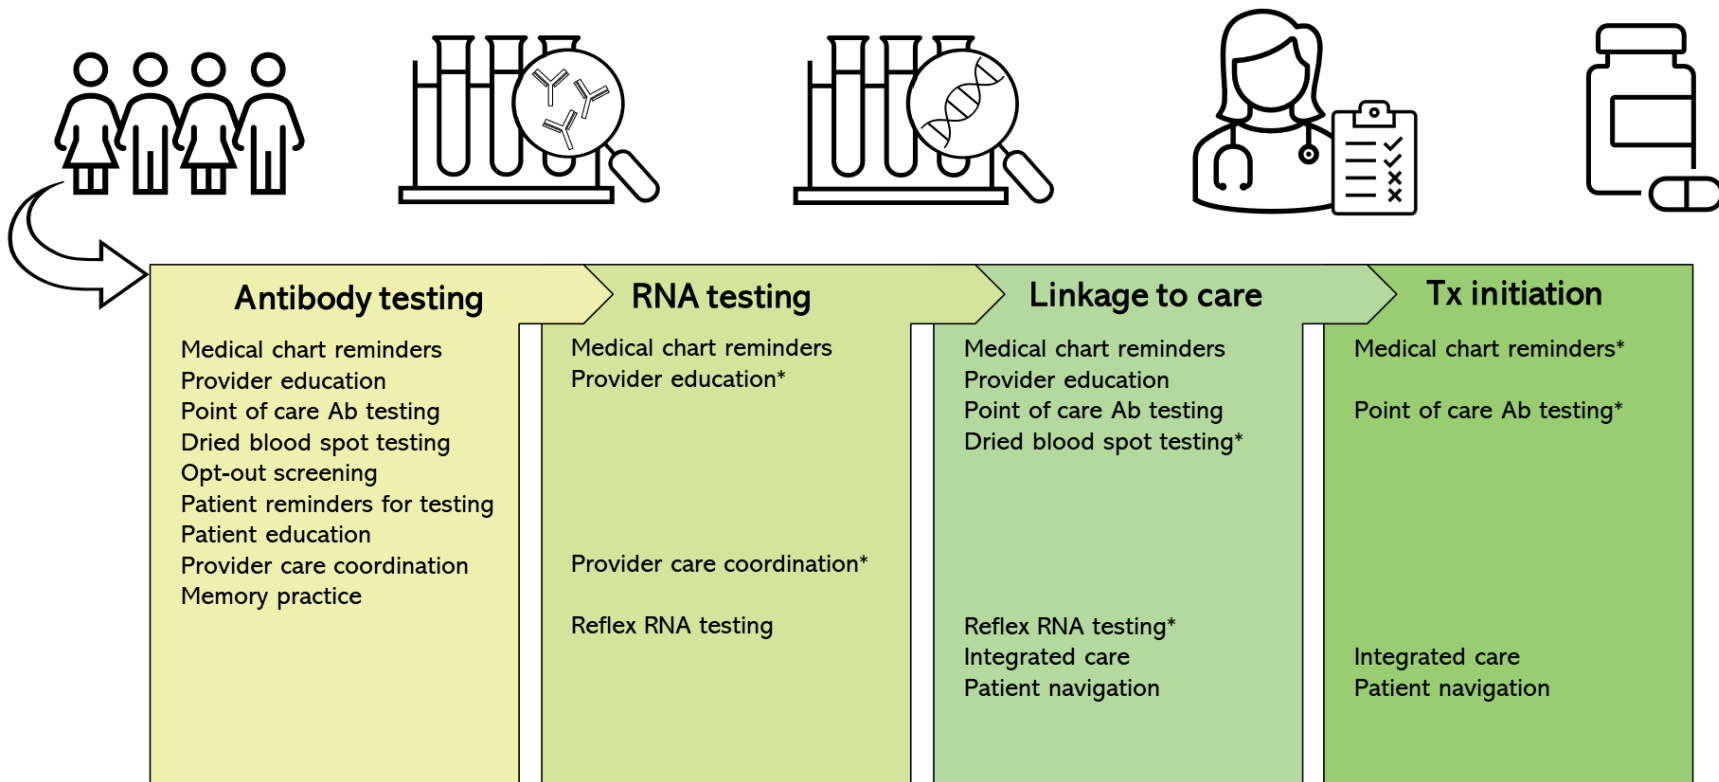 Antibody testing
Medical chart reminders
Provider education
Point of care Ab testing
Dried blood spot testing
Opt-out screening
Patient reminders for testing
Patient education
Provider care coordination
Memory practice
RNA testing
Medical chart reminders
Provider education*
Provider care coordination*
Reflex RNA testing
Linkage to care
Medical chart reminders
Provider education
Point of care Ab testing
Dried blood spot testing*
Reflex RNA testing*
Integrated care
Patient navigation
Tx initiation
Medical chart reminders*
Point of care Ab testing*
Integrated care
Patient navigation